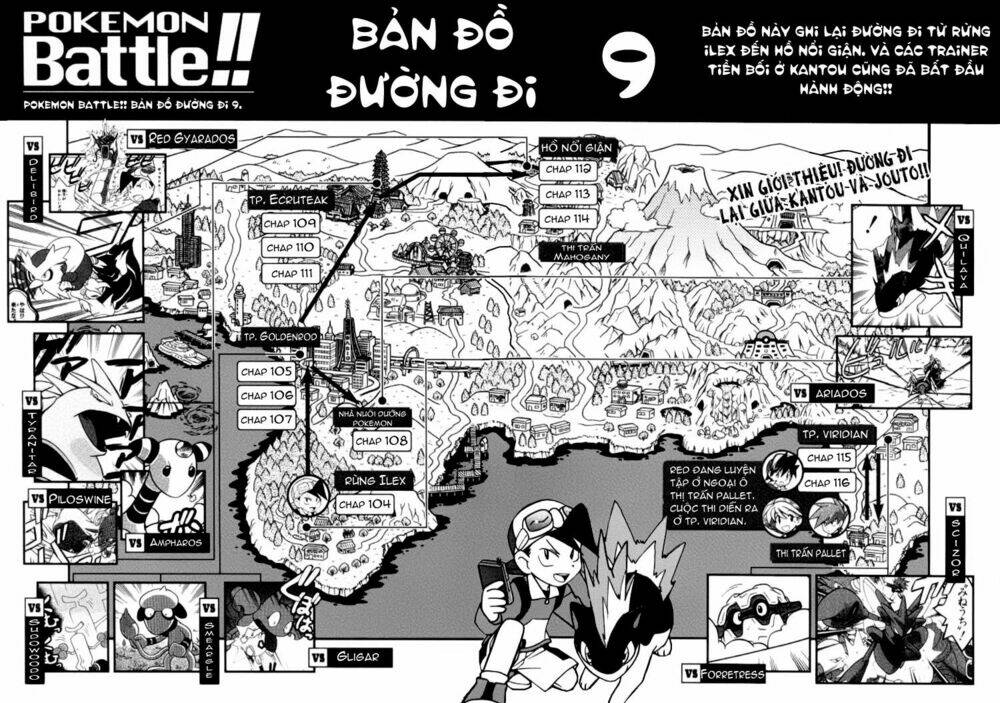 POKEMON
Battle!!
POKEMON BATTLE!! BẢN ĐỒ ĐƯỜNG ĐI 9.
BẢN ĐỒ
ĐƯỜNG ĐI
9
BẢN ĐỒ NÀY GHI LẠI ĐƯỜNG ĐI TỪ RỪNG
ILEX ĐẾN HỒ NỔI GIẬN. VÀ CÁC TRAINER
TIỀN BỐI Ở KANTOU CŨNG ĐÃ BẮT ĐẦU
HÀNH ĐỘNG!!
VS
DELIBIRD
VS RED GYARADOS
HỒ NỔI GIẬN
CHAP 112
CHAP 113
CHAP 114
THỊ TRẤN
MAHOGANY
XIN GIỚI THIỆU! ĐƯỜNG ĐI
LẠI GIỮA KANTOU VÀ JOUTO!!
TP. ECRUTEAK
CHAP 109
CHAP 110
CHAP 111
VS
QUILAVA
TP. GOLDENROD
CHAP 105
CHAP 106
CHAP 107
NHÀ NUÔI DƯỠNG
POKEMON
CHAP 108
RỪNG ILEX
CHAP 104
VS
TYRANITAR
VS ARIADOS
TP. VIRIDIAN
CHAP 115
CHAP 116
RED ĐANG LUYỆN
TẬP Ở NGOẠI Ô
THỊ TRẤN PALLET.
CUỘC THI DIỄN RA
Ở TP. VIRIDIAN.
THỊ TRẤN PALLET
VS PILOSWINE
VS AMPHAROS
VS
SCIZOR
みねうち!!
VS
SUDOWOODO
VS
SMEARGLE
VS GLIGAR
VS FORRETRESS